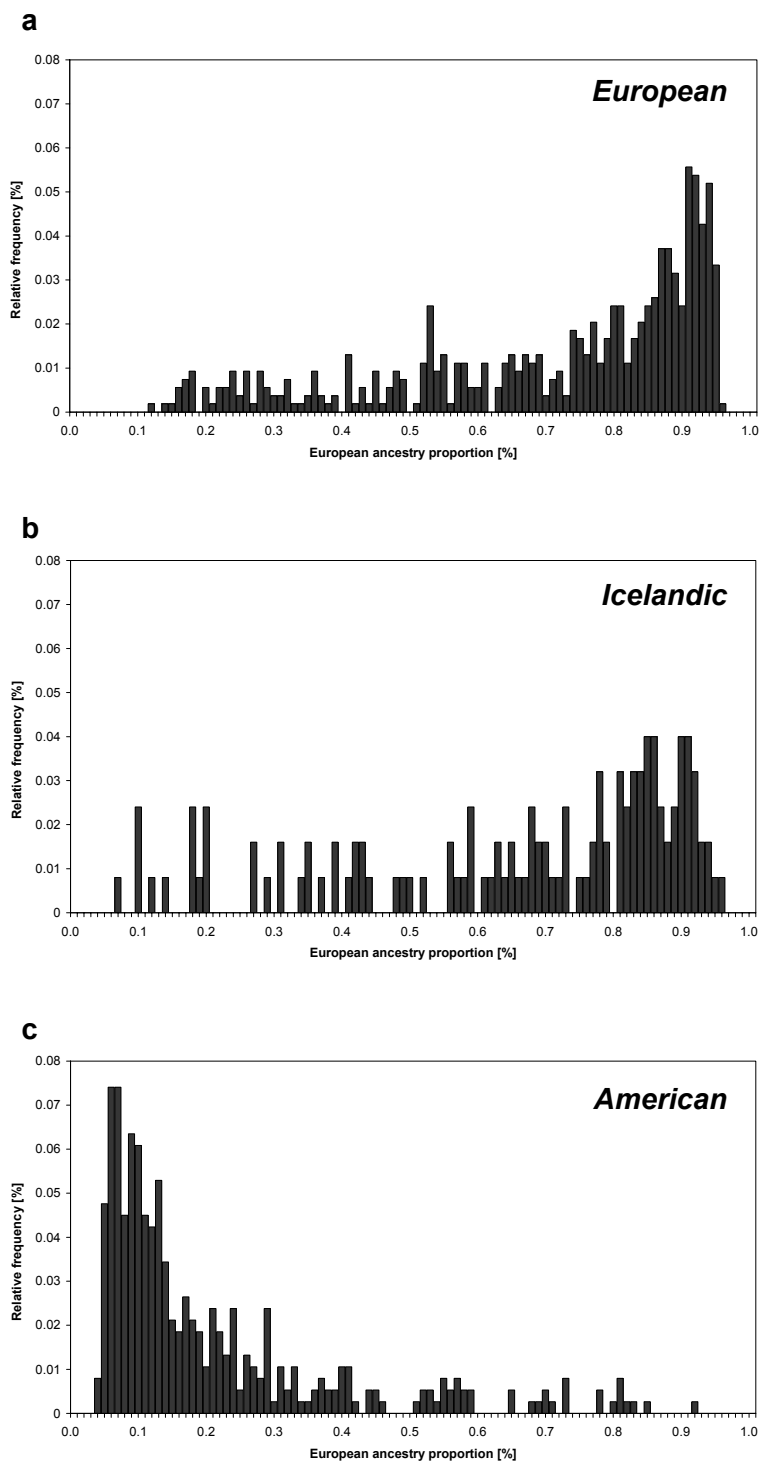 a
European
Relative frequency [%]
0.08
0.07
0.06
0.05
0.04
0.03
0.02
0.01
0
0.0 0.1 0.2 0.3 0.4 0.5 0.6 0.7 0.8 0.9 1.0
European ancestry proportion [%]
b
Icelandic
Relative frequency [%]
0.08
0.07
0.06
0.05
0.04
0.03
0.02
0.01
0
0.0 0.1 0.2 0.3 0.4 0.5 0.6 0.7 0.8 0.9 1.0
European ancestry proportion [%]
c
American
Relative frequency [%]
0.08
0.07
0.06
0.05
0.04
0.03
0.02
0.01
0
0.0 0.1 0.2 0.3 0.4 0.5 0.6 0.7 0.8 0.9 1.0
European ancestry proportion [%]